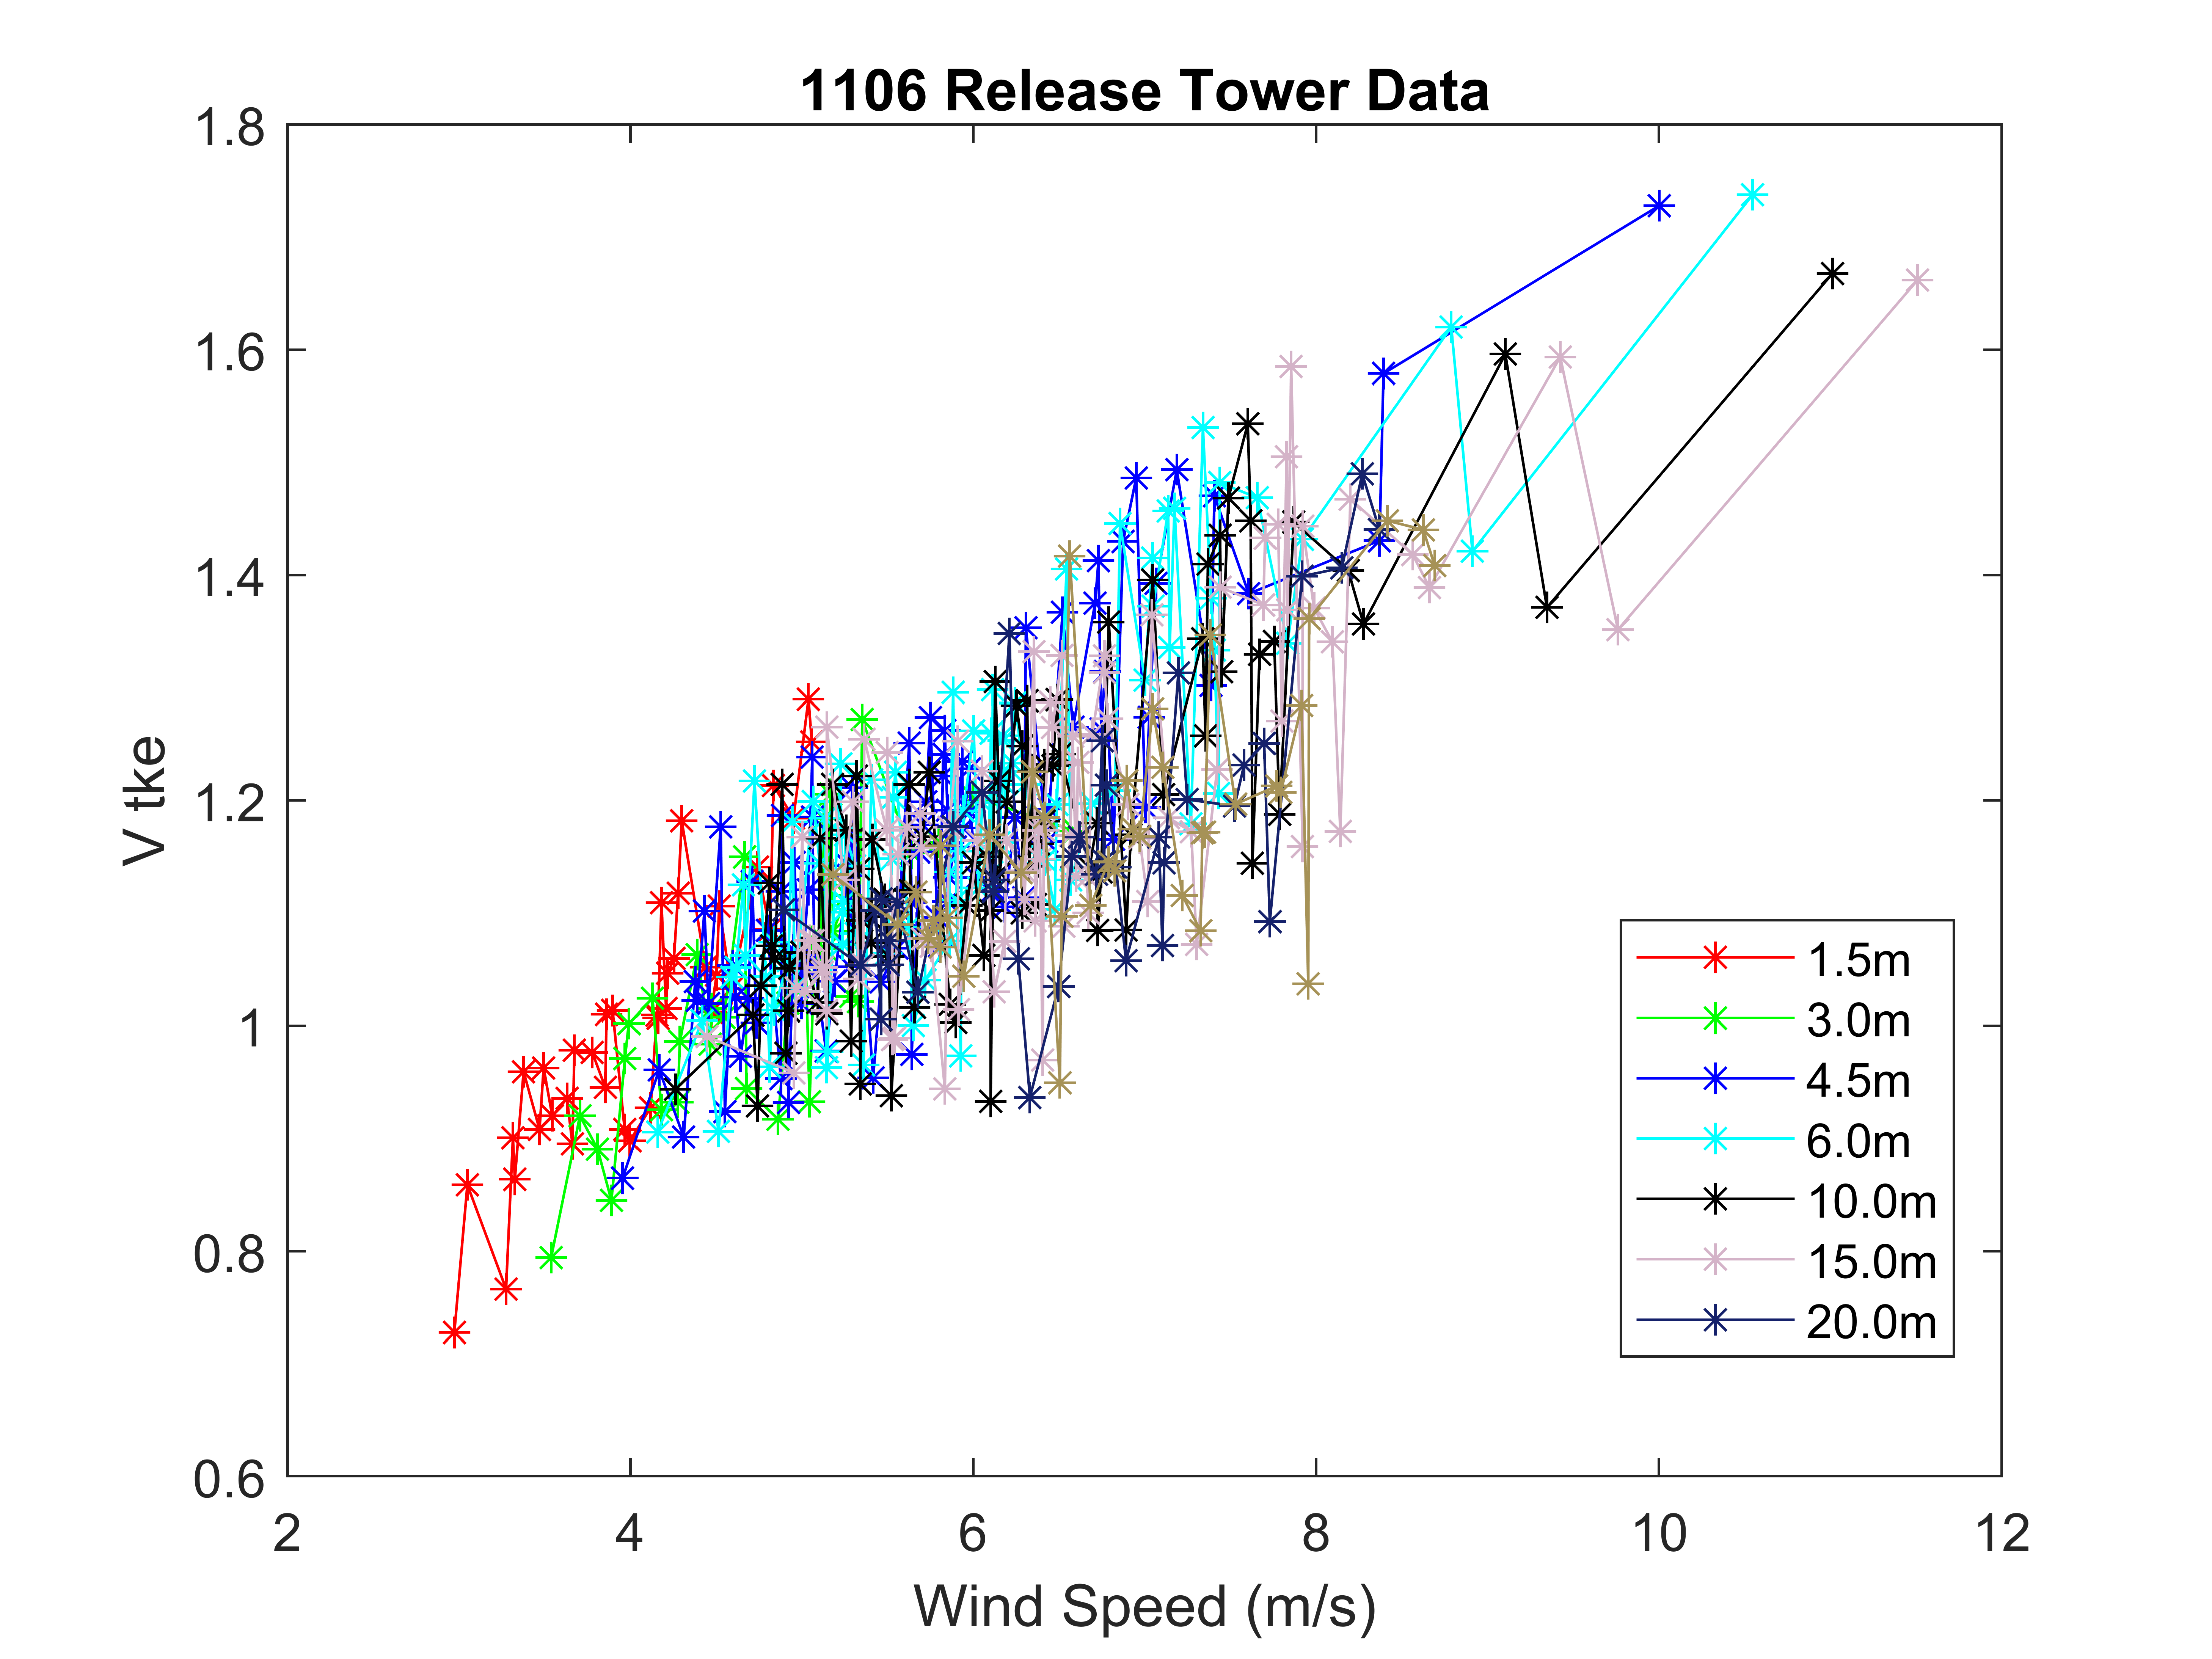 1106 Release Tower Data
1.8
1.6
1.4
1.2
1
0.8
0.6
V tke
2 4 6 8 10 12
Wind Speed (m/s)
1.5m
3.0m
4.5m
6.0m
10.0m
15.0m
20.0m